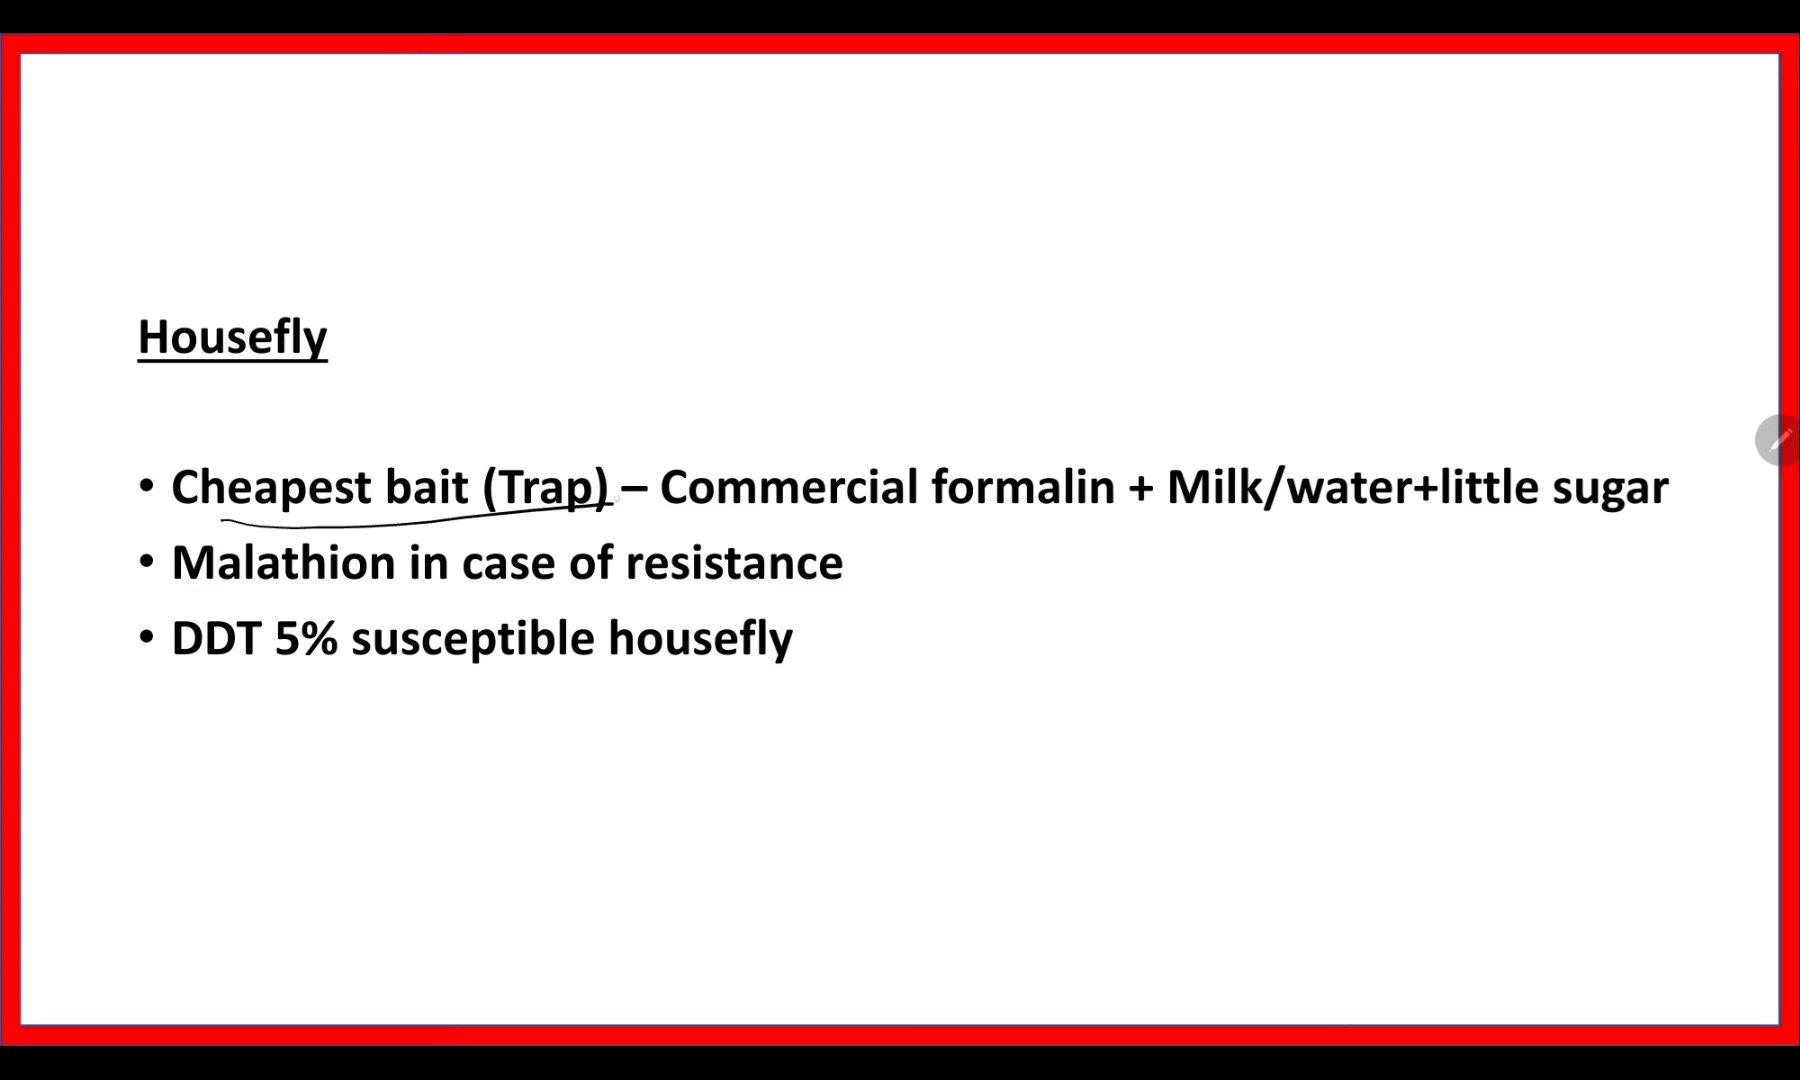 Housefly
• Cheapest bait (Trap) – Commercial formalin + Milk/water+little sugar
• Malathion in case of resistance
• DDT 5% susceptible housefly